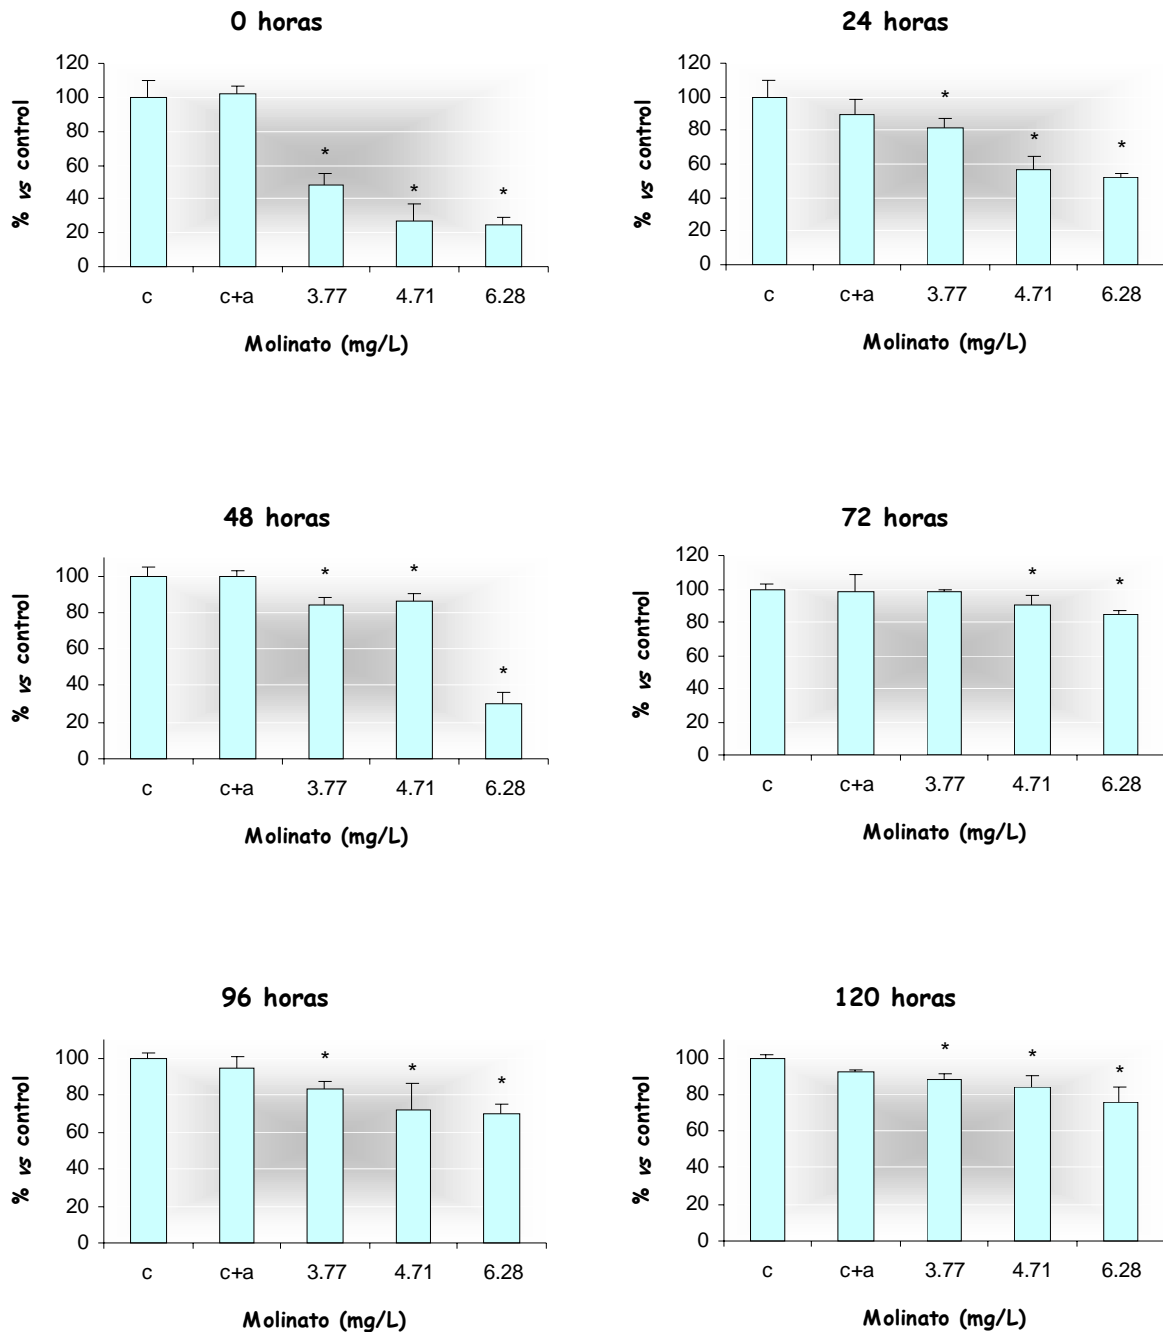 0 horas
% vs control
120
100
80
60
40
20
0
*
*
*
c c+a 3.77 4.71 6.28
Molinato (mg/L)
24 horas
% vs control
120
100
80
60
40
20
0
*
*
*
c c+a 3.77 4.71 6.28
Molinato (mg/L)
48 horas
% vs control
100
80
60
40
20
0
*
*
*
c c+a 3.77 4.71 6.28
Molinato (mg/L)
72 horas
% vs control
120
100
80
60
40
20
0
*
*
c c+a 3.77 4.71 6.28
Molinato (mg/L)
96 horas
% vs control
100
80
60
40
20
0
*
*
*
c c+a 3.77 4.71 6.28
Molinato (mg/L)
120 horas
% vs control
100
80
60
40
20
0
*
*
*
c c+a 3.77 4.71 6.28
Molinato (mg/L)